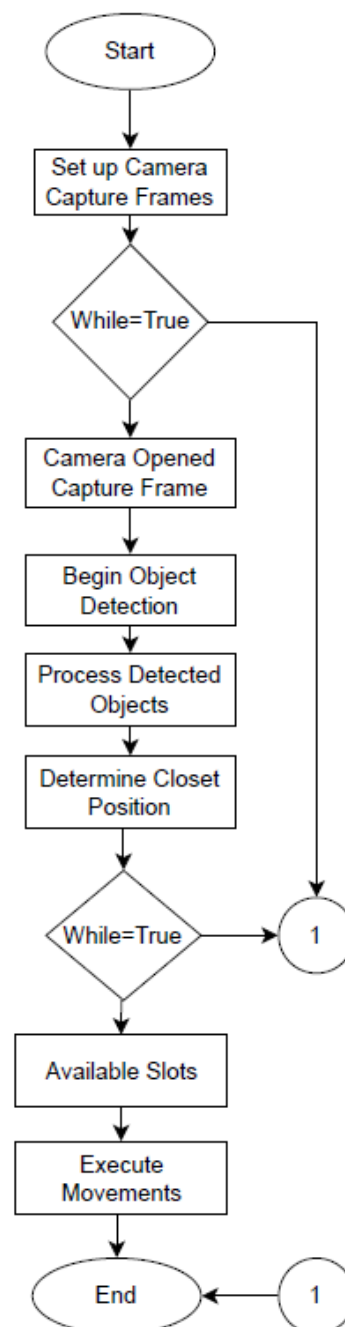 Start
Set up Camera
Capture Frames
While=True
Camera Opened
Capture Frame
Begin Object
Detection
Process Detected
Objects
Determine Closet
Position
While=True
1
Available Slots
Execute
Movements
End
1